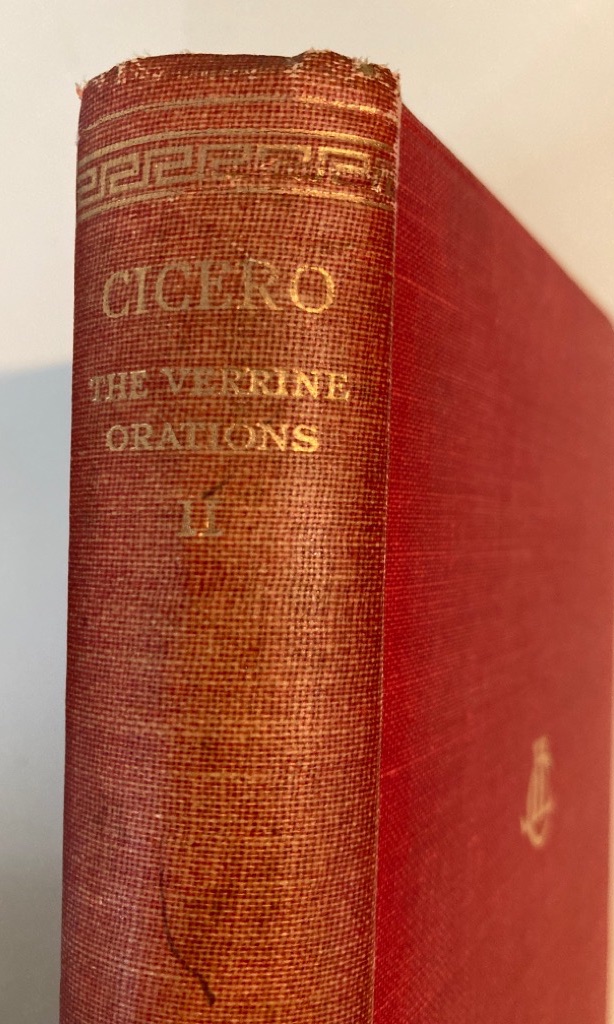 CICERO
THE VERRINE
ORATIONS
II